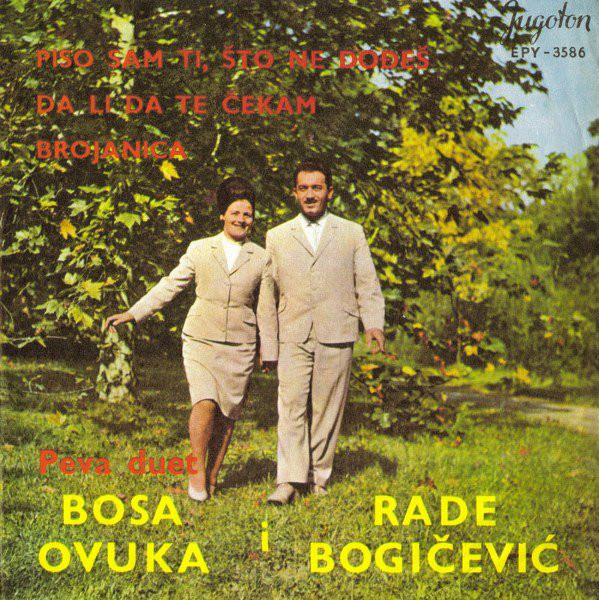 Jugoton
EPY-3586
PISO SAM TI, ŠTO NE DOĐEŠ
DA LI DA TE ČEKAM
BROJANICA
Peva duet
BOSA OVUKA
i
RADE BOGIČEVIĆ